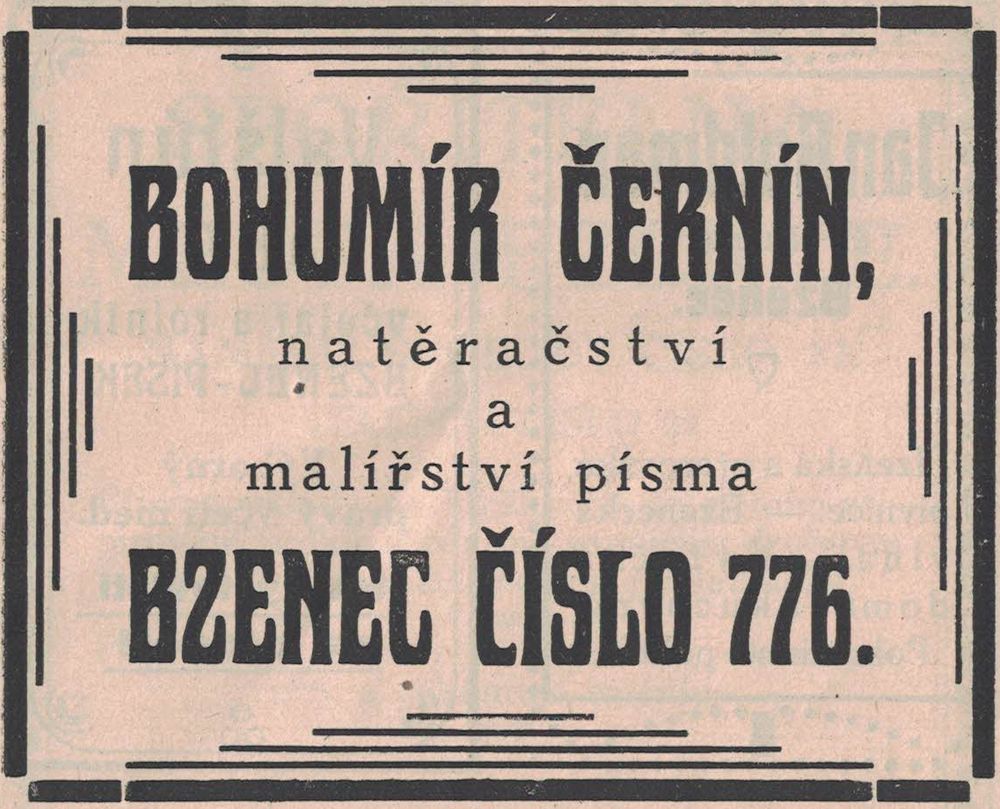 BOHUMÍR ČERNÍN,
natěračství
a
malířství písma
BZENEC ČÍSLO 776.